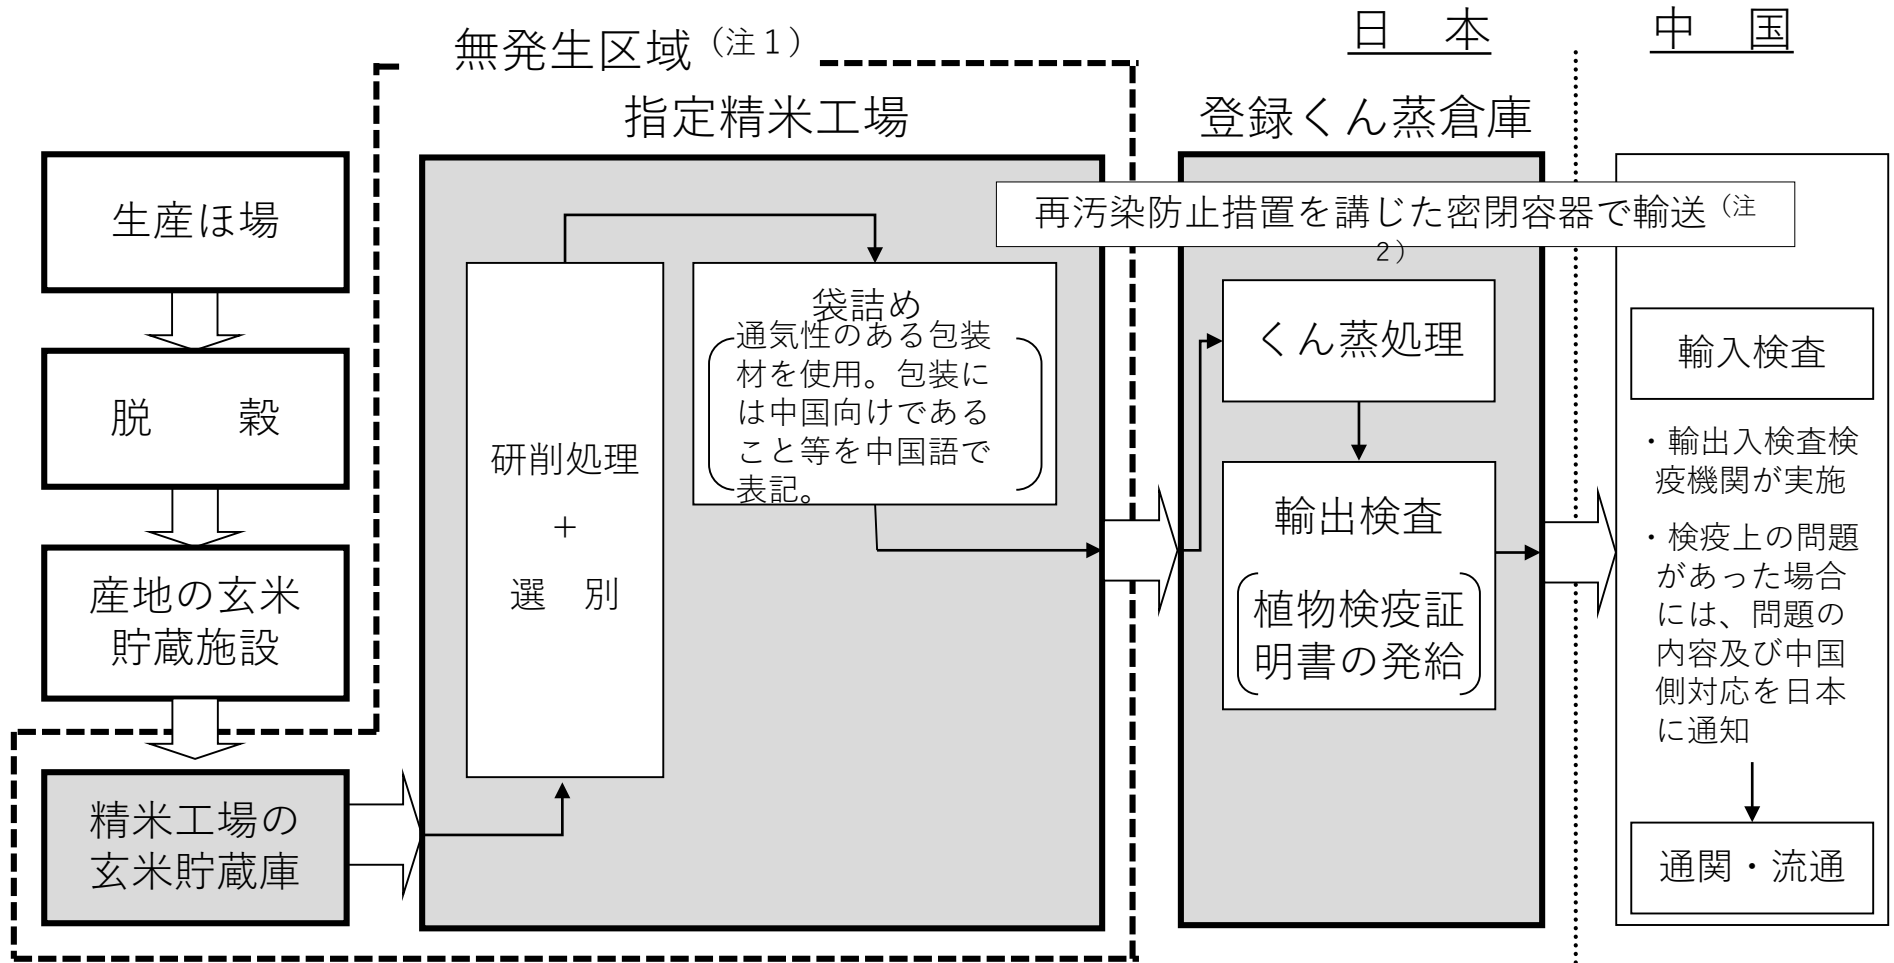 無発生区域（注１）
日　本
中　国
指定精米工場
登録くん蒸倉庫
生産ほ場
脱　　穀
産地の玄米
貯蔵施設
精米工場の
玄米貯蔵庫
研削処理
+
選　別
袋詰め
通気性のある包装
材を使用。包装に
は中国向けである
こと等を中国語で
表記。
再汚染防止措置を講じた密閉容器で輸送（注
２）
くん蒸処理
輸出検査
植物検疫証
明書の発給
輸入検査
・輸出入検査検
疫機関が実施
・検疫上の問題
があった場合
には、問題の
内容及び中国
側対応を日本
に通知
通関・流通